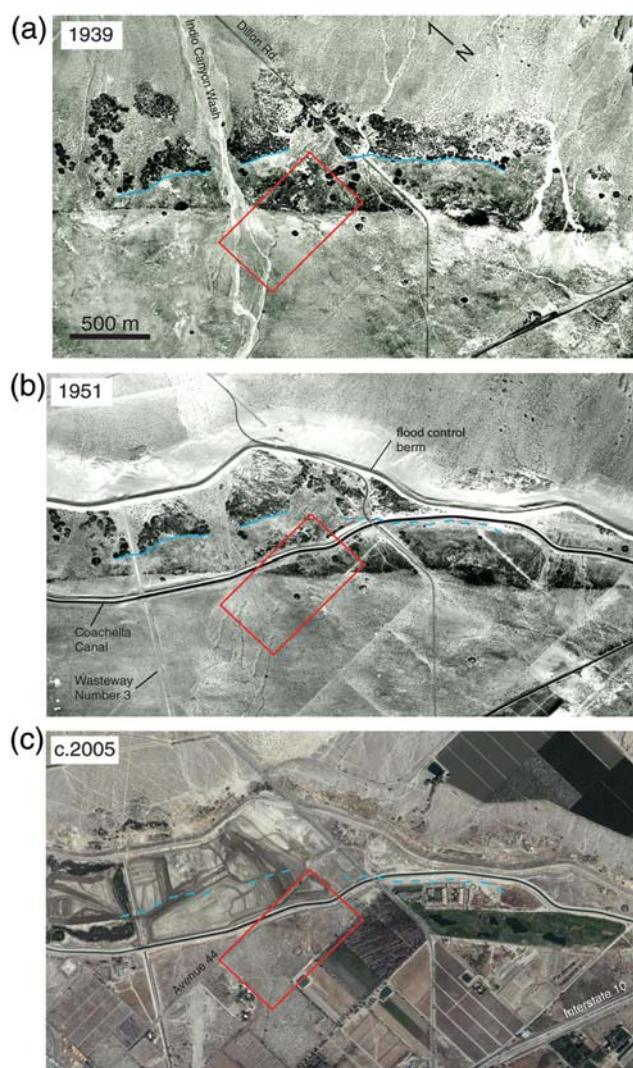 (a)
1939
Indio Canyon Wash
Dillon Rd.
N
500 m
(b)
1951
flood control
berm
Coachella
Canal
Wasteway
Number 3
(c)
c.2005
Avenue 44
Interstate 10